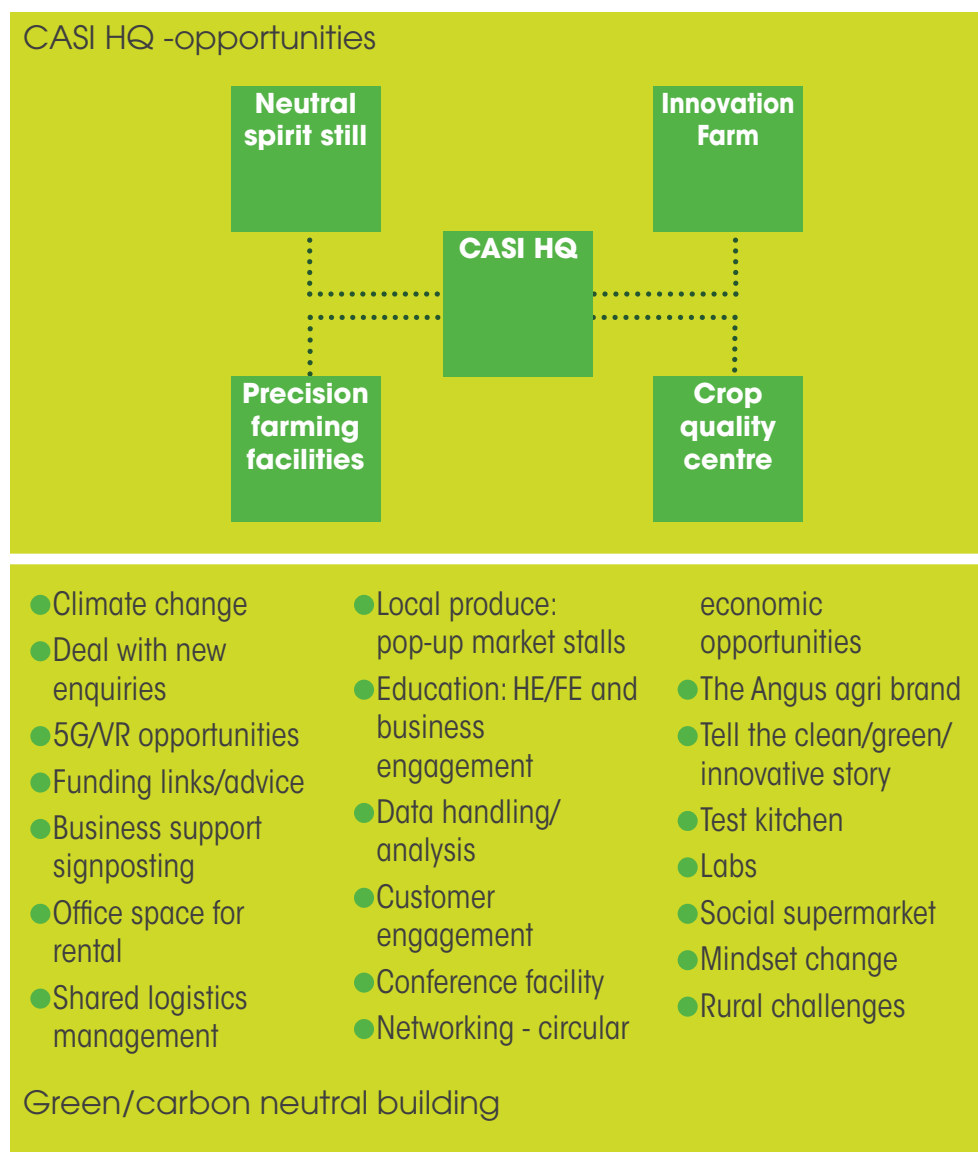 CASI HQ -opportunities
Neutral
spirit still
Innovation
Farm
CASI HQ
Precision
farming
facilities
Crop
quality
centre
Climate change
Deal with new
enquiries
5G/VR opportunities
Funding links/advice
Business support
signposting
Office space for
rental
Shared logistics
management
Local produce:
pop-up market stalls
Education: HE/FE and
business
engagement
Data handling/
analysis
Customer
engagement
Conference facility
Networking - circular
economic
opportunities
The Angus agri brand
Tell the clean/green/
innovative story
Test kitchen
Labs
Social supermarket
Mindset change
Rural challenges
Green/carbon neutral building